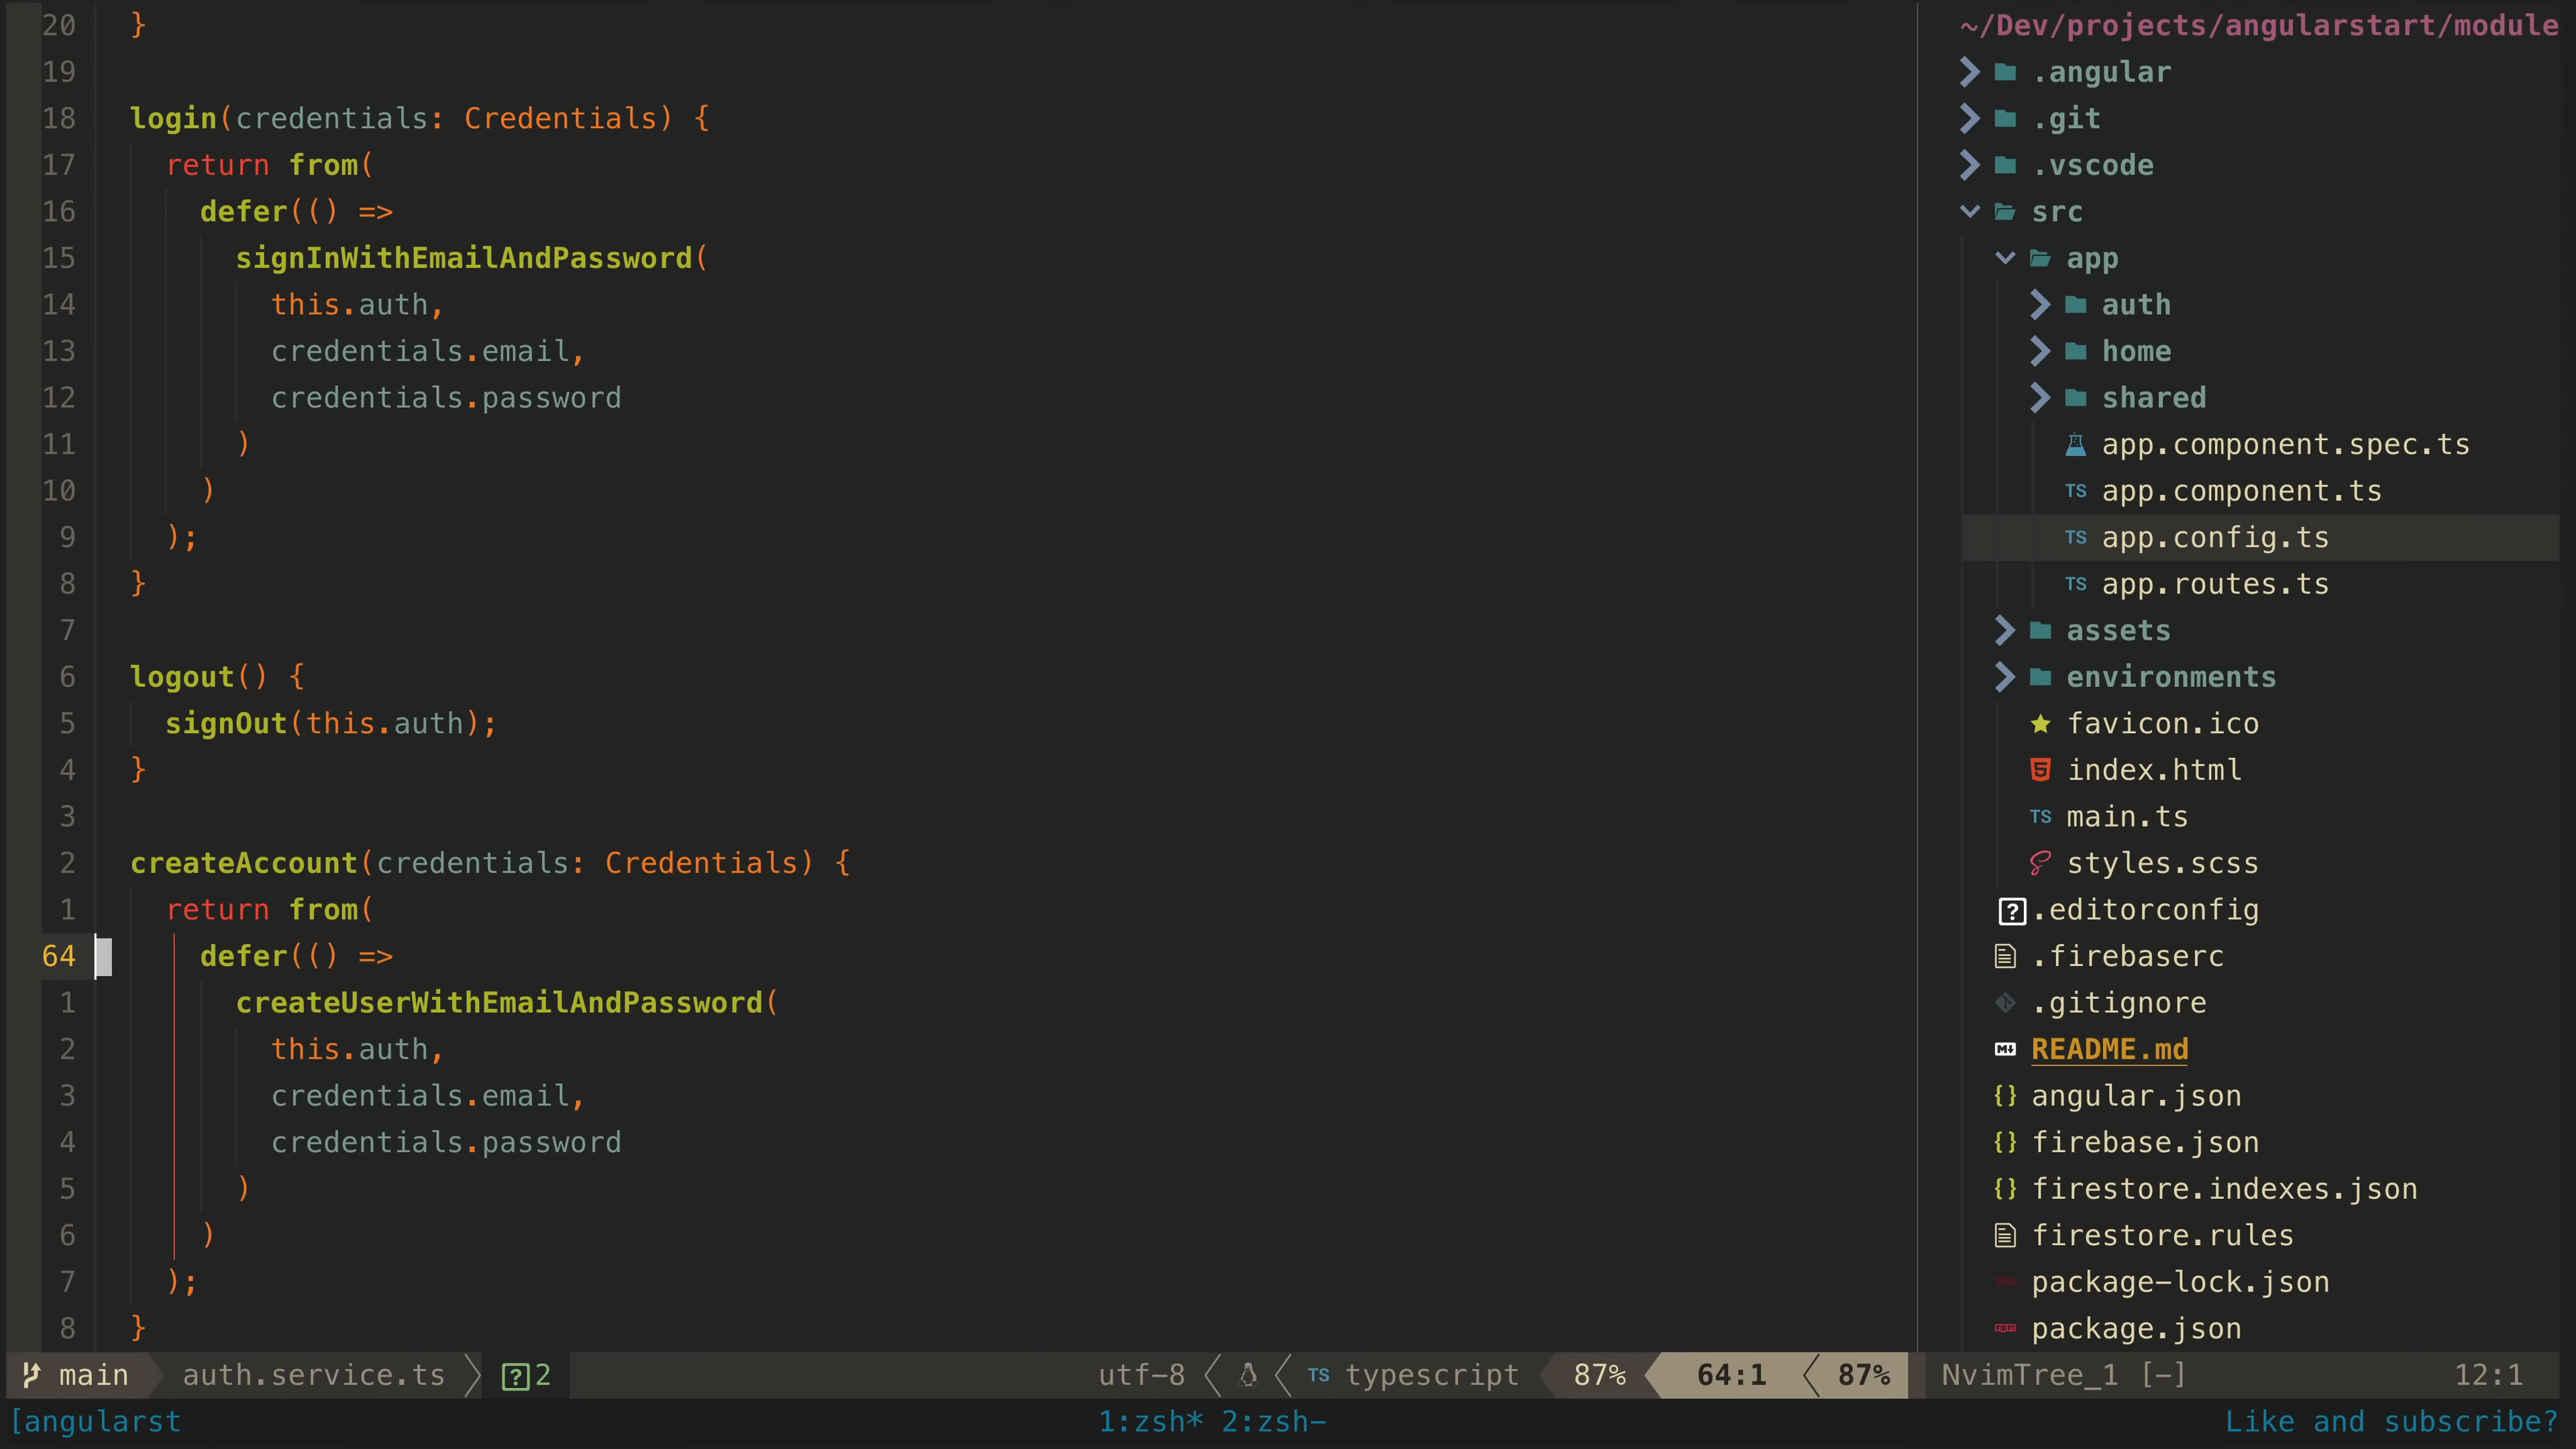 20 }
19
18 login(credentials: Credentials) {
17 return from(
16 defer(() =>
15 signInWithEmailAndPassword(
14 this.auth,
13 credentials.email,
12 credentials.password
11 )
10 )
9 );
8 }
7
6 logout() {
5 signOut(this.auth);
4 }
3
2 createAccount(credentials: Credentials) {
1 return from(
64 defer(() =>
1 createUserWithEmailAndPassword(
2 this.auth,
3 credentials.email,
4 credentials.password
5 )
6 )
7 );
8 }
~/Dev/projects/angularstart/module
.angular
.git
.vscode
src
app
auth
home
shared
app.component.spec.ts
TS app.component.ts
TS app.config.ts
TS app.routes.ts
assets
environments
favicon.ico
index.html
TS main.ts
styles.scss
.editorconfig
.firebaserc
.gitignore
README.md
{} angular.json
{} firebase.json
{} firestore.indexes.json
firestore.rules
package-lock.json
package.json
main auth.service.ts 2 utf-8 TS typescript 87% 64:1 87% NvimTree_1 [-] 12:1
[angularst 1:zsh* 2:zsh- Like and subscribe?